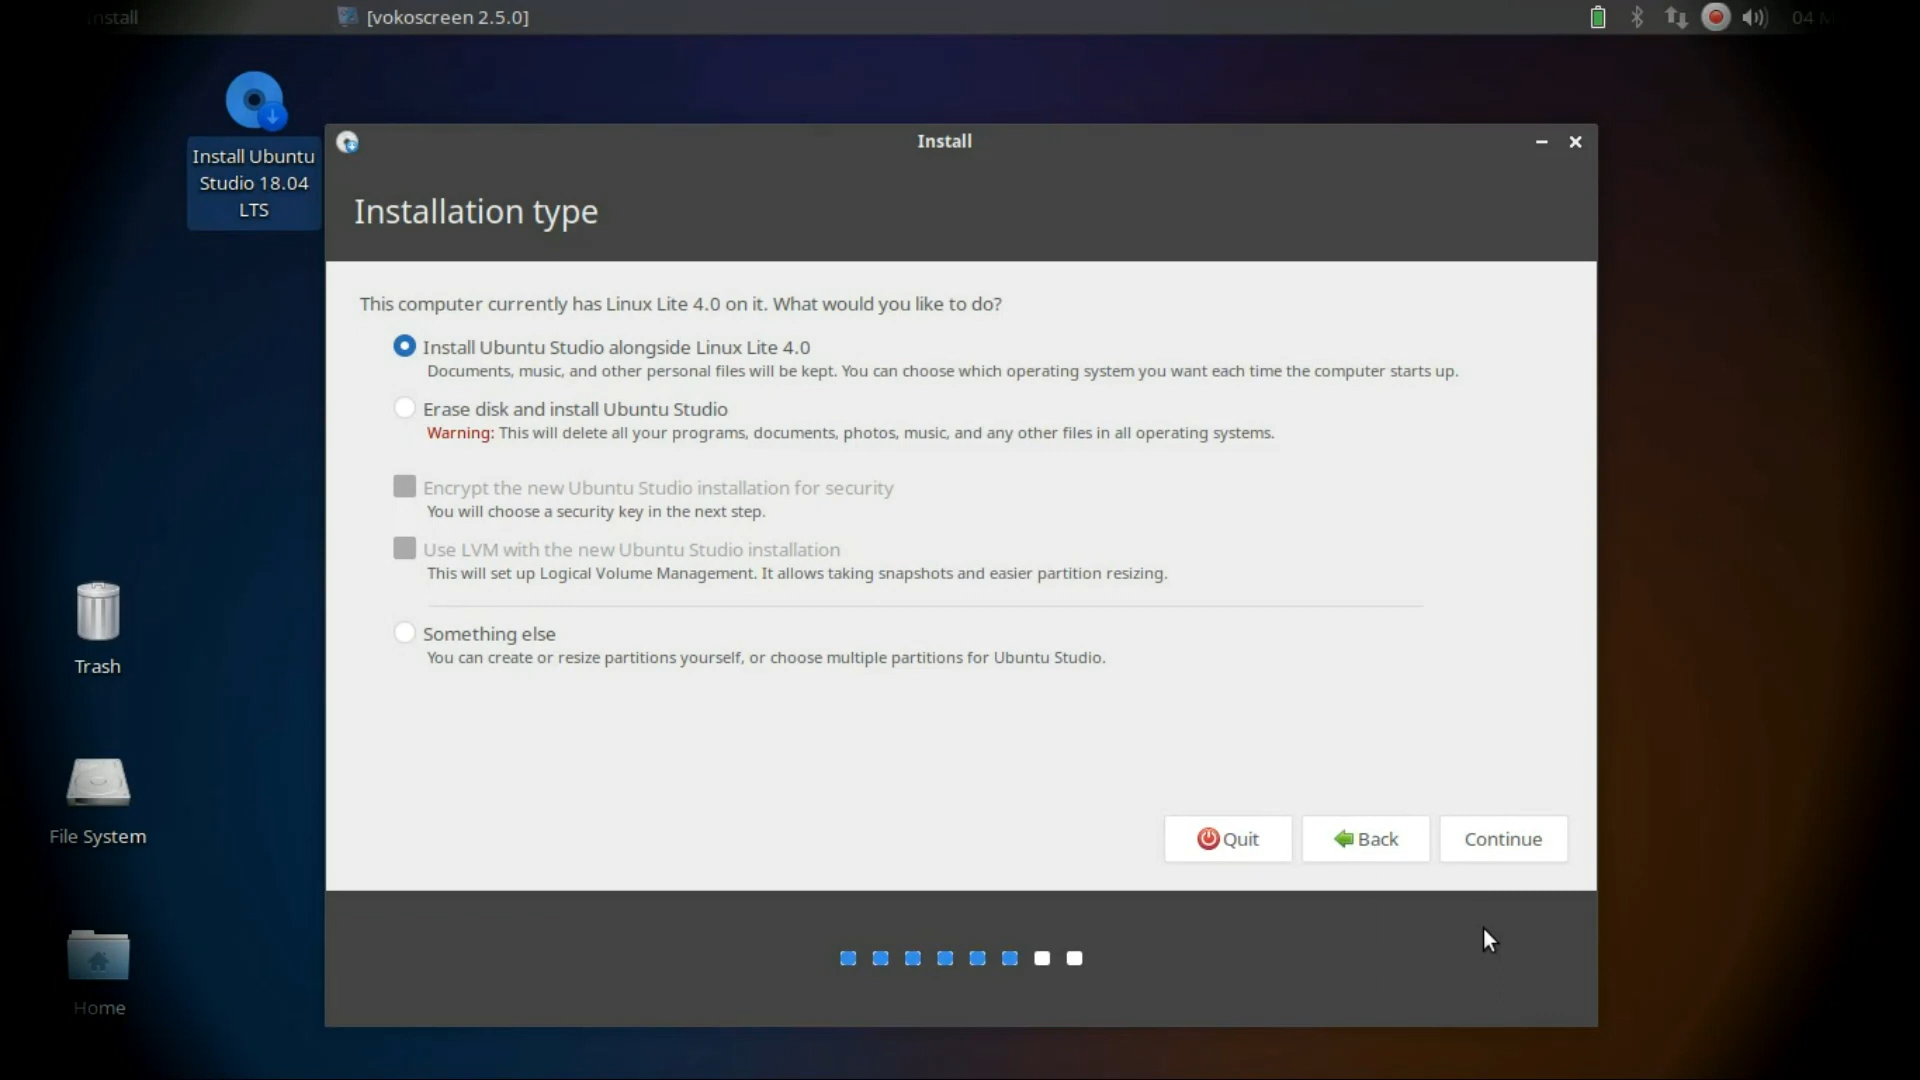 nstall
[vokoscreen 2.5.0]
04 M
Install Ubuntu
Studio 18.04
LTS
Install
Installation type
This computer currently has Linux Lite 4.0 on it. What would you like to do?
Install Ubuntu Studio alongside Linux Lite 4.0
Documents, music, and other personal files will be kept. You can choose which operating system you want each time the computer starts up.
Erase disk and install Ubuntu Studio
Warning: This will delete all your programs, documents, photos, music, and any other files in all operating systems.
Encrypt the new Ubuntu Studio installation for security
You will choose a security key in the next step.
Use LVM with the new Ubuntu Studio installation
This will set up Logical Volume Management. It allows taking snapshots and easier partition resizing.
Something else
You can create or resize partitions yourself, or choose multiple partitions for Ubuntu Studio.
Trash
File System
Home
Quit
Back
Continue